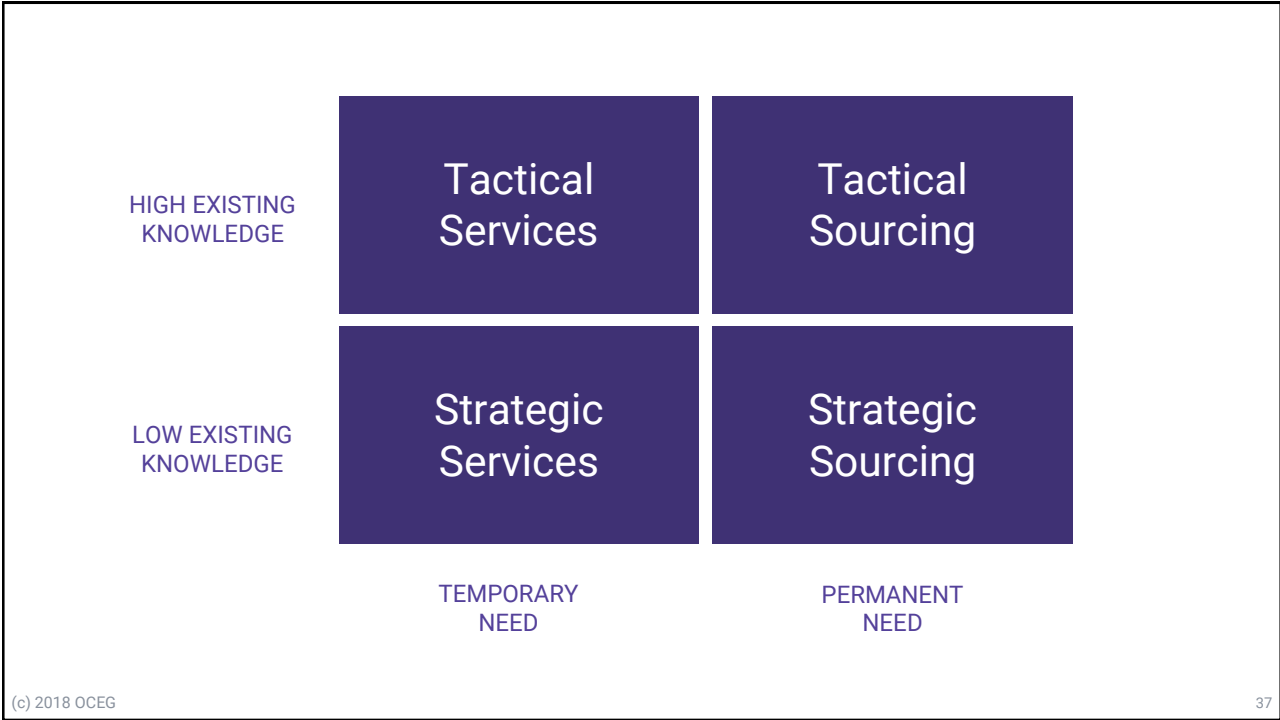 HIGH EXISTING
KNOWLEDGE
Tactical
Services
Tactical
Sourcing
LOW EXISTING
KNOWLEDGE
Strategic
Services
Strategic
Sourcing
TEMPORARY
NEED
PERMANENT
NEED
(c) 2018 OCEG
37